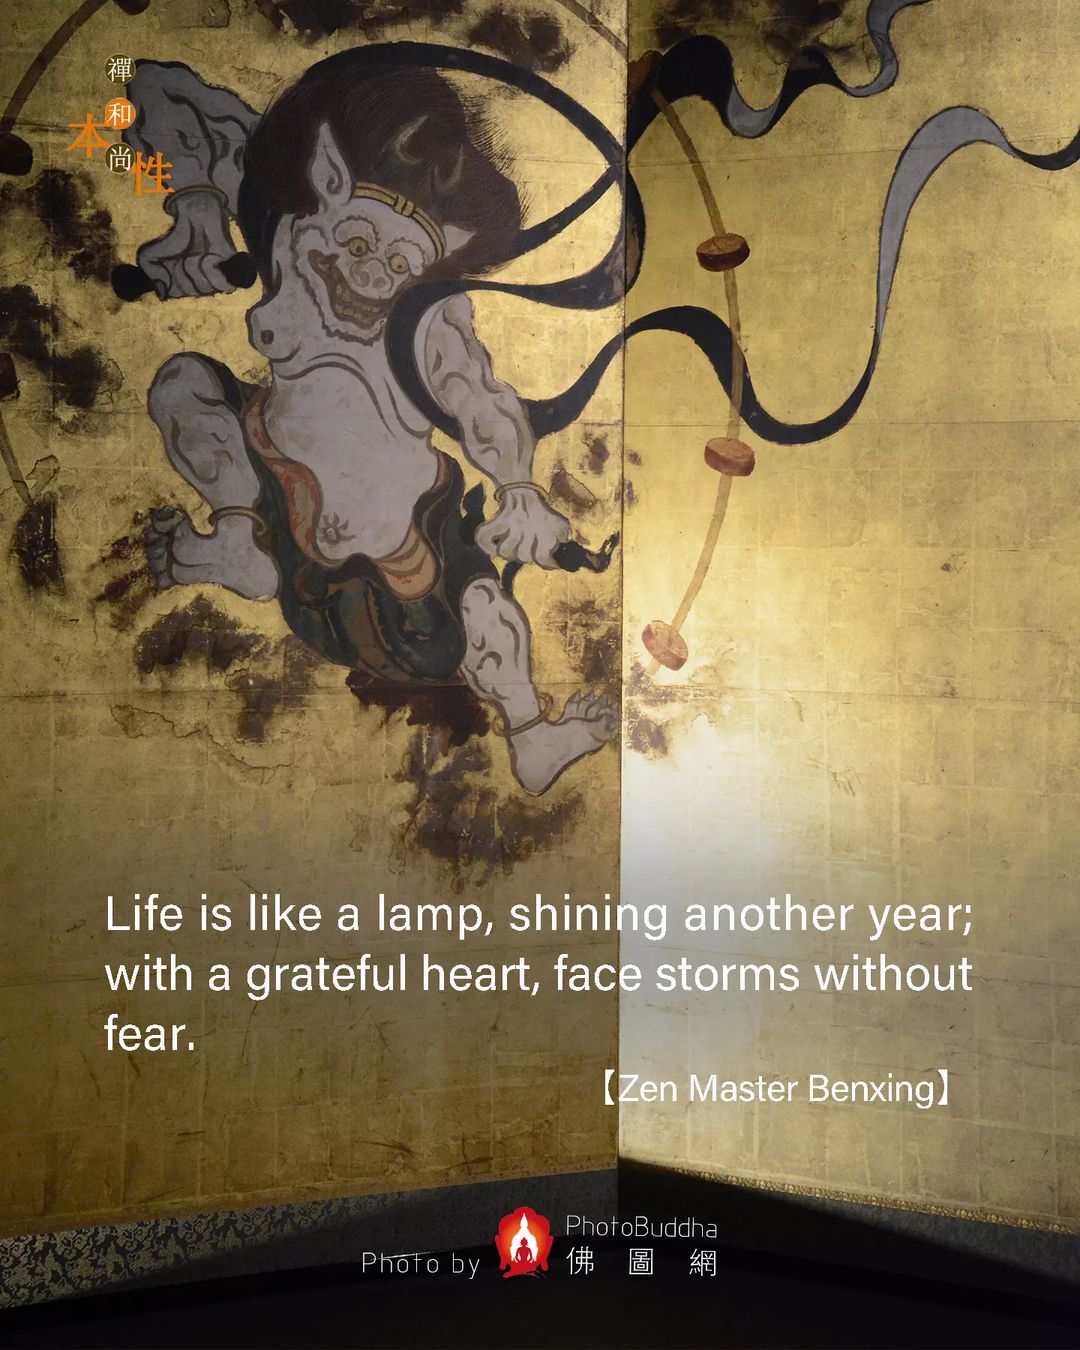 禪
和
尚
本
性
Life is like a lamp, shining another year;
with a grateful heart, face storms without
fear.
【Zen Master Benxing】
Photo by
PhotoBuddha
佛圖網